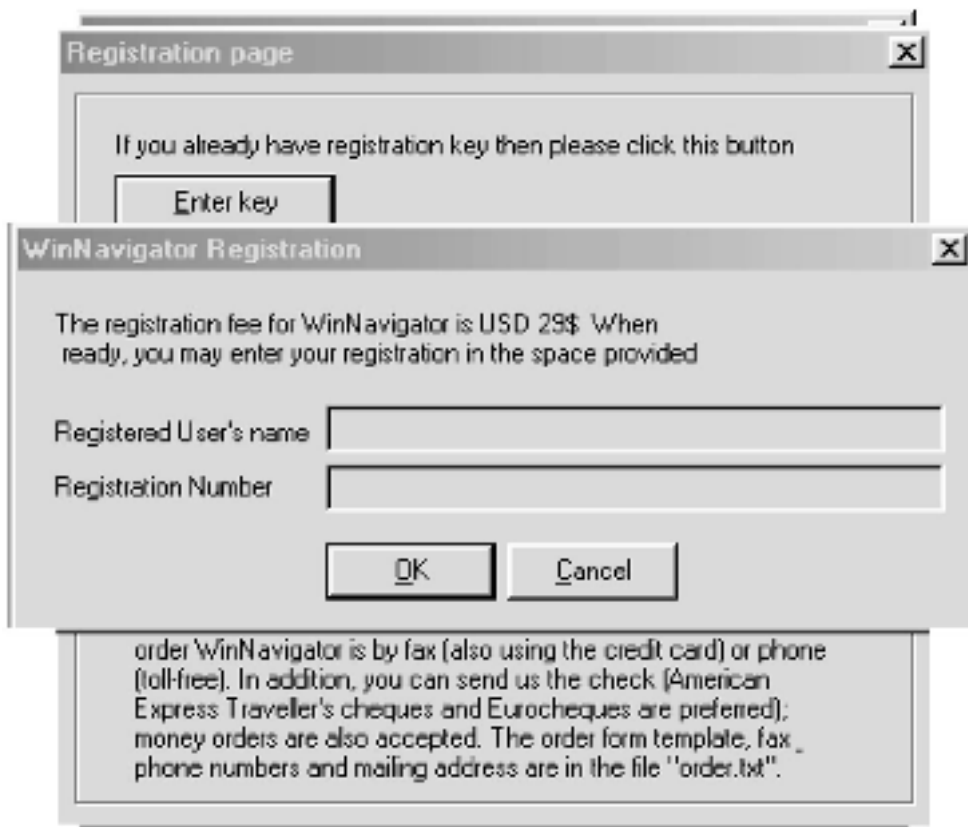 Registration page
If you already have registration key then please click this button
Enter key
WinNavigator Registration
The registration fee for WinNavigator is USD 29$ When
ready, you may enter your registration in the space provided
Registered User's name
Registration Number
OK
Cancel
order WinNavigator is by fax (also using the credit card) or phone
(toll-free). In addition, you can send us the check (American
Express Traveller's cheques and Eurocheques are preferred);
money orders are also accepted. The order form template, fax
phone numbers and mailing address are in the file "order.txt".